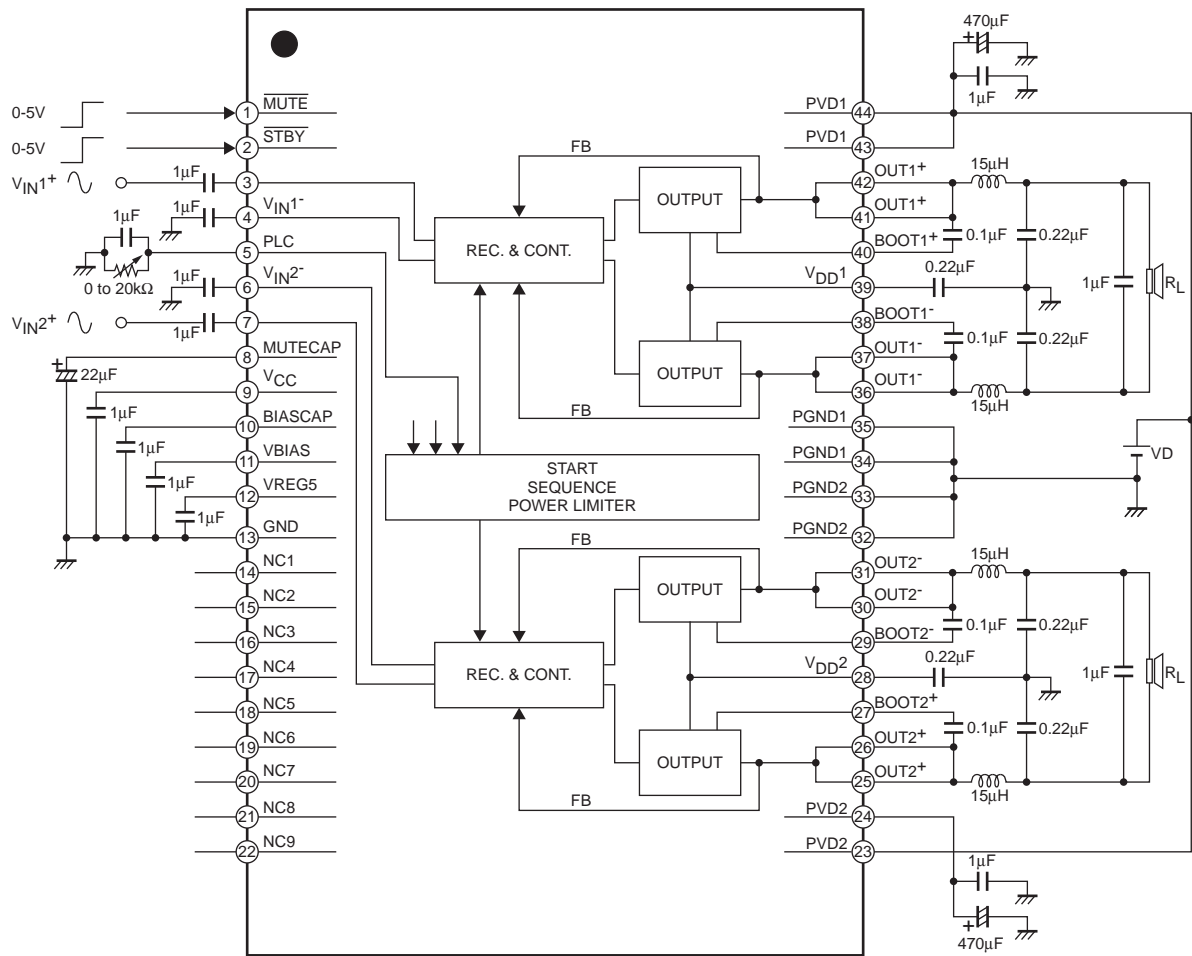 470µF
1µF
0-5V
1
MUTE
PVD1
44
0-5V
2
STBY
PVD1
43
FB
15µH
VIN1+
1µF
3
OUTPUT
42
OUT1+
1µF
4
VIN1-
41
OUT1+
0.1µF
0.22µF
1µF
5
PLC
REC. & CONT.
40
BOOT1+
0 to 20kΩ
1µF
6
VIN2-
VDD1
39
0.22µF
1µF
RL
VIN2+
1µF
7
38
BOOT1-
0.1µF
0.22µF
8
MUTECAP
OUTPUT
37
OUT1-
22µF
9
VCC
36
OUT1-
15µH
1µF
FB
10
BIASCAP
PGND1
35
1µF
VD
11
VBIAS
START
SEQUENCE
POWER LIMITER
PGND1
34
1µF
12
VREG5
PGND2
33
1µF
13
GND
PGND2
32
FB
15µH
14
NC1
31
OUT2-
15
NC2
OUTPUT
30
OUT2-
0.1µF
0.22µF
16
NC3
29
BOOT2-
17
NC4
REC. & CONT.
VDD2
28
0.22µF
1µF
RL
18
NC5
27
BOOT2+
0.1µF
0.22µF
19
NC6
26
OUT2+
20
NC7
OUTPUT
25
OUT2+
15µH
FB
21
NC8
PVD2
24
22
NC9
PVD2
23
1µF
470µF